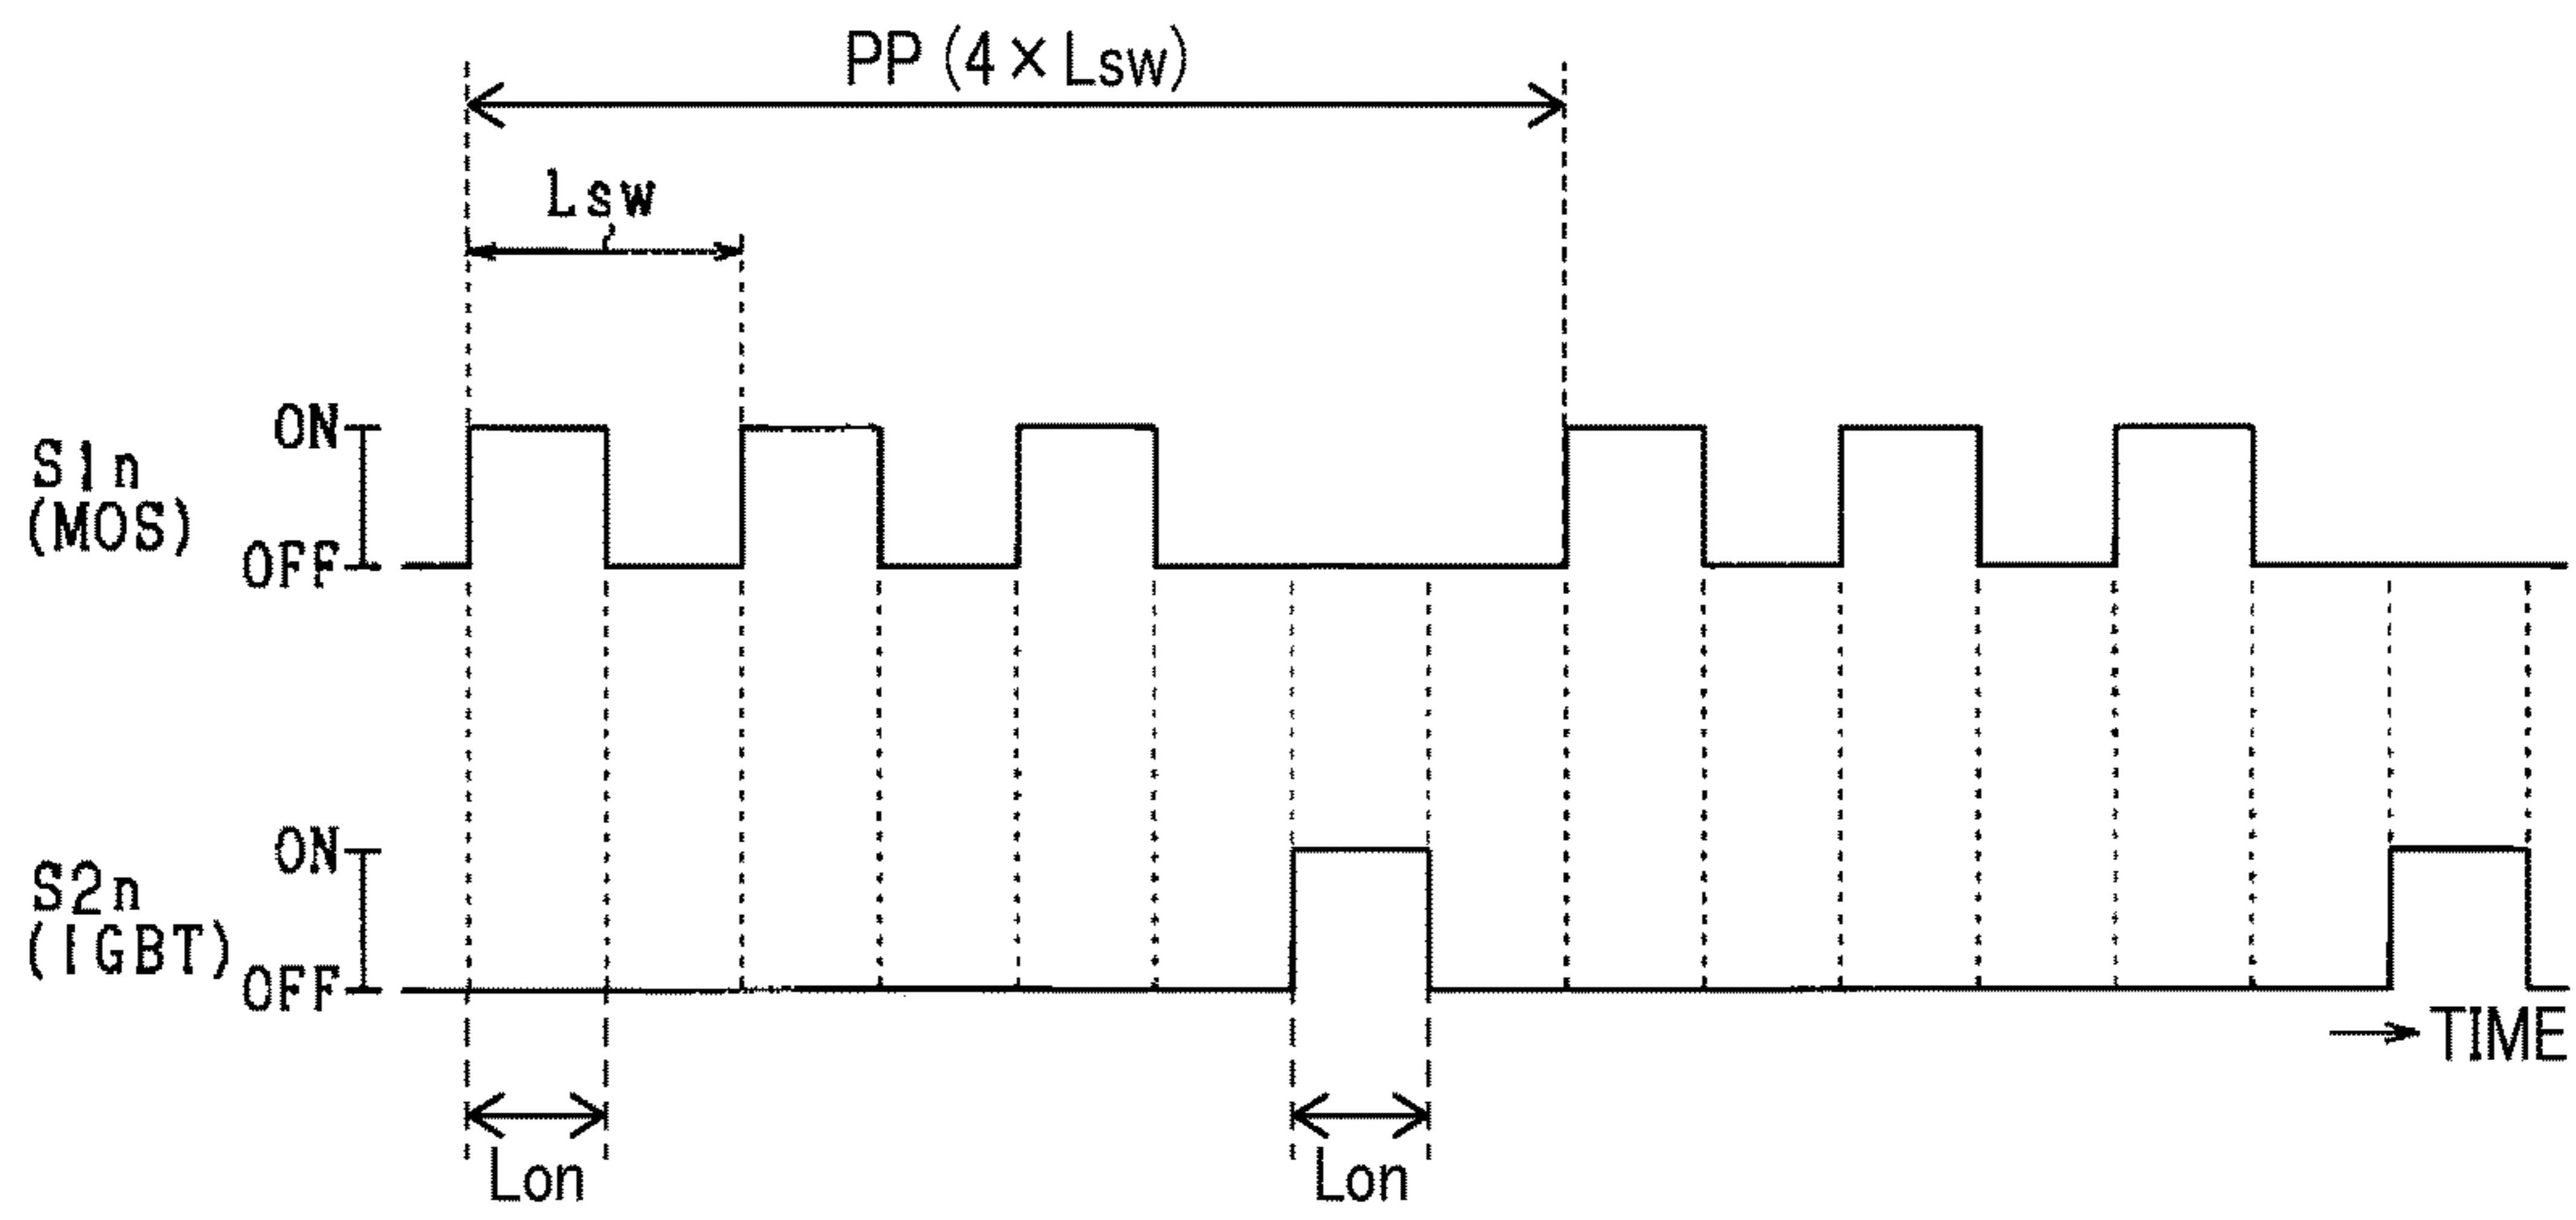 PP (4×Lsw)
Lsw
ON
S1n
(MOS)
OFF
ON
S2n
(IGBT)
OFF
TIME
Lon
Lon